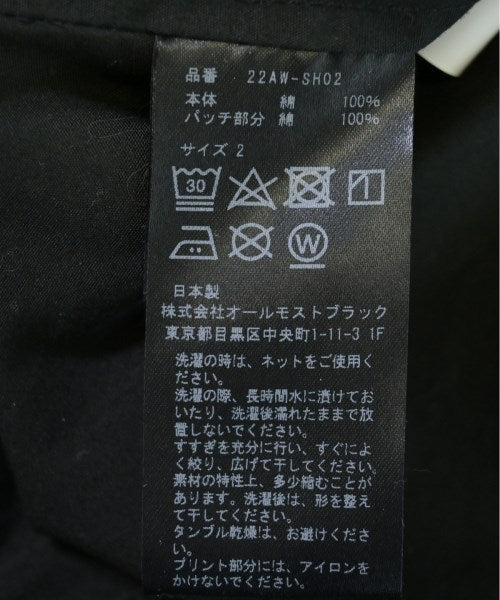 品番 22AW-SH02
本体 綿 100%
パッチ部分 綿 100%
サイズ 2
30
W
日本製
株式会社オールモストブラック
東京都目黒区中央町1-11-3 1F
洗濯の時は、ネットをご使用く
ださい。
洗濯の際、長時間水に漬けてお
いたり、洗濯後濡れたままで放
置しないでください。
すすぎを充分に行い、すぐによ
く絞り、広げて干してください。
素材の特性上、多少縮むことが
あります。洗濯後は、形を整え
て干してください。
タンブル乾燥は、お避けくださ
い。
プリント部分には、アイロンを
かけないでください。